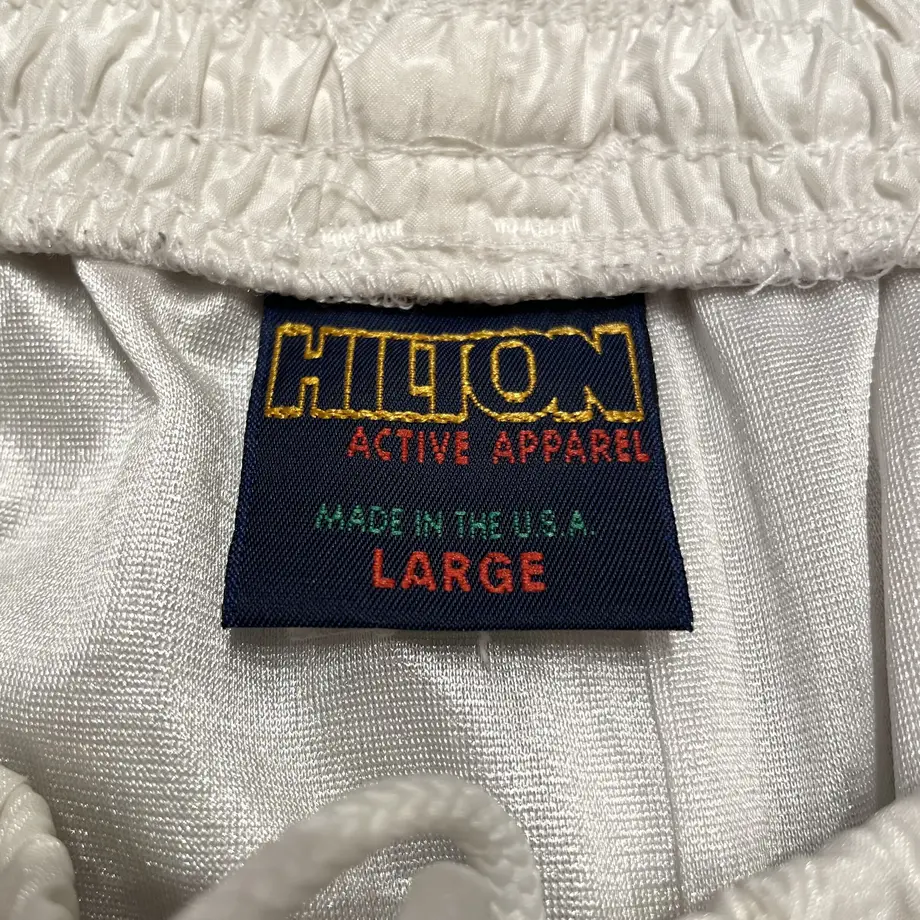 HILTON
ACTIVE APPAREL
MADE IN THE U.S.A.
LARGE